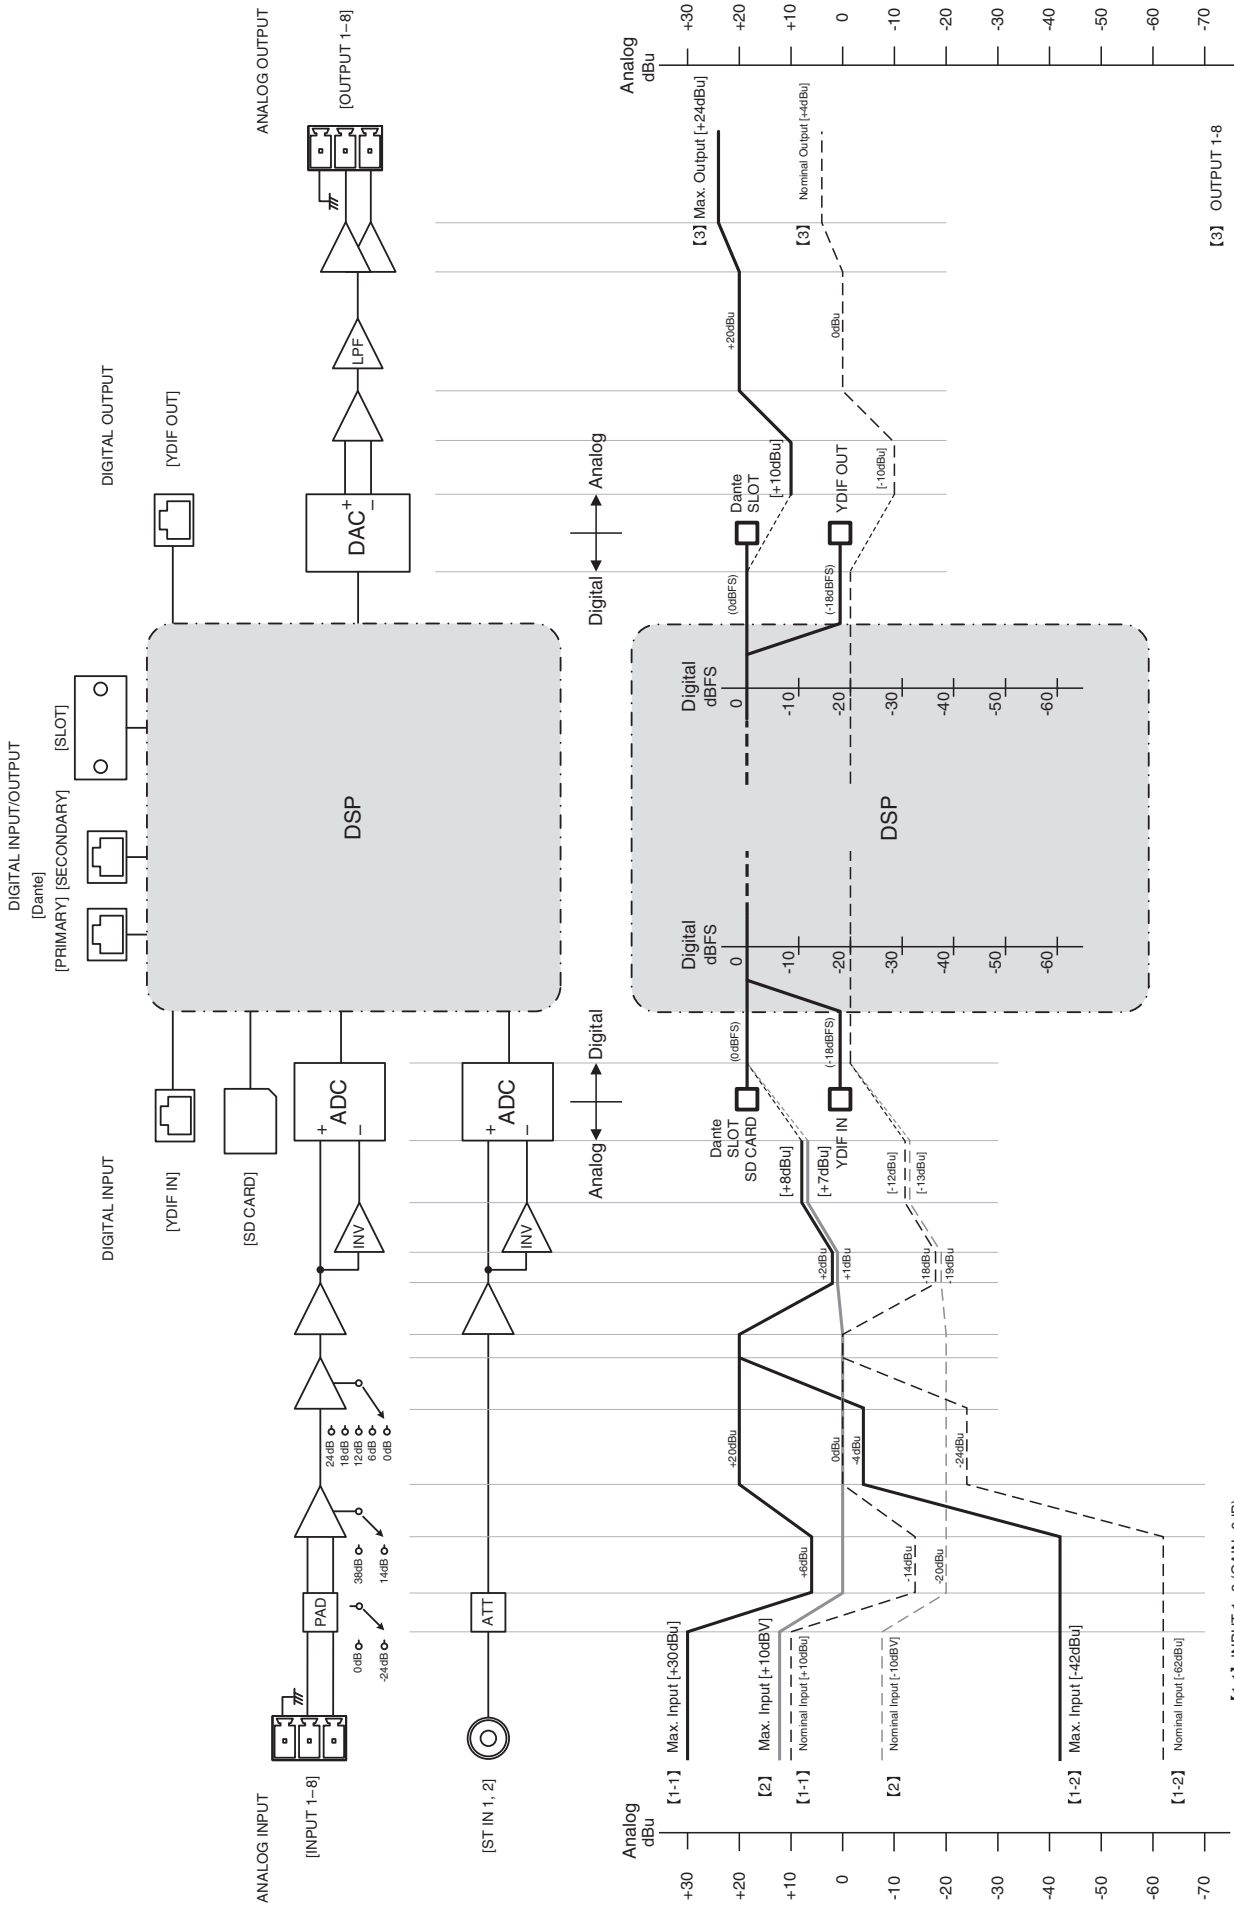 DIGITAL INPUT/OUTPUT
[Dante]
[PRIMARY] [SECONDARY]
[SLOT]
DIGITAL INPUT
DIGITAL OUTPUT
[YDIF IN]
[YDIF OUT]
[SD CARD]
ANALOG INPUT
ANALOG OUTPUT
[INPUT 1–8]
[OUTPUT 1–8]
PAD
0dB
-24dB
38dB
14dB
24dB
18dB
12dB
6dB
0dB
INV
+
−
ADC
DSP
DAC
+
−
LPF
[ST IN 1, 2]
ATT
INV
+
−
ADC
Analog
Digital
Digital
Analog
Analog
dBu
+30
+20
+10
0
-10
-20
-30
-40
-50
-60
-70
【1-1】
Max. Input [+30dBu]
【2】
Max. Input [+10dBV]
【1-1】
Nominal Input [+10dBu]
【2】
Nominal Input [-10dBV]
【1-2】
Max. Input [-42dBu]
【1-2】
Nominal Input [-62dBu]
+6dBu
-14dBu
-20dBu
+20dBu
0dBu
-4dBu
-24dBu
+2dBu
+1dBu
-18dBu
-19dBu
[+8dBu]
[+7dBu]
[-12dBu]
[-13dBu]
Dante
SLOT
SD CARD
YDIF IN
(0dBFS)
(-18dBFS)
Digital
dBFS
0
-10
-20
-30
-40
-50
-60
DSP
Digital
dBFS
0
-10
-20
-30
-40
-50
-60
(0dBFS)
(-18dBFS)
Dante
SLOT
YDIF OUT
[+10dBu]
[-10dBu]
+20dBu
0dBu
【3】 Max. Output [+24dBu]
【3】
Nominal Output [+4dBu]
Analog
dBu
+30
+20
+10
0
-10
-20
-30
-40
-50
-60
-70
【3】 OUTPUT 1-8